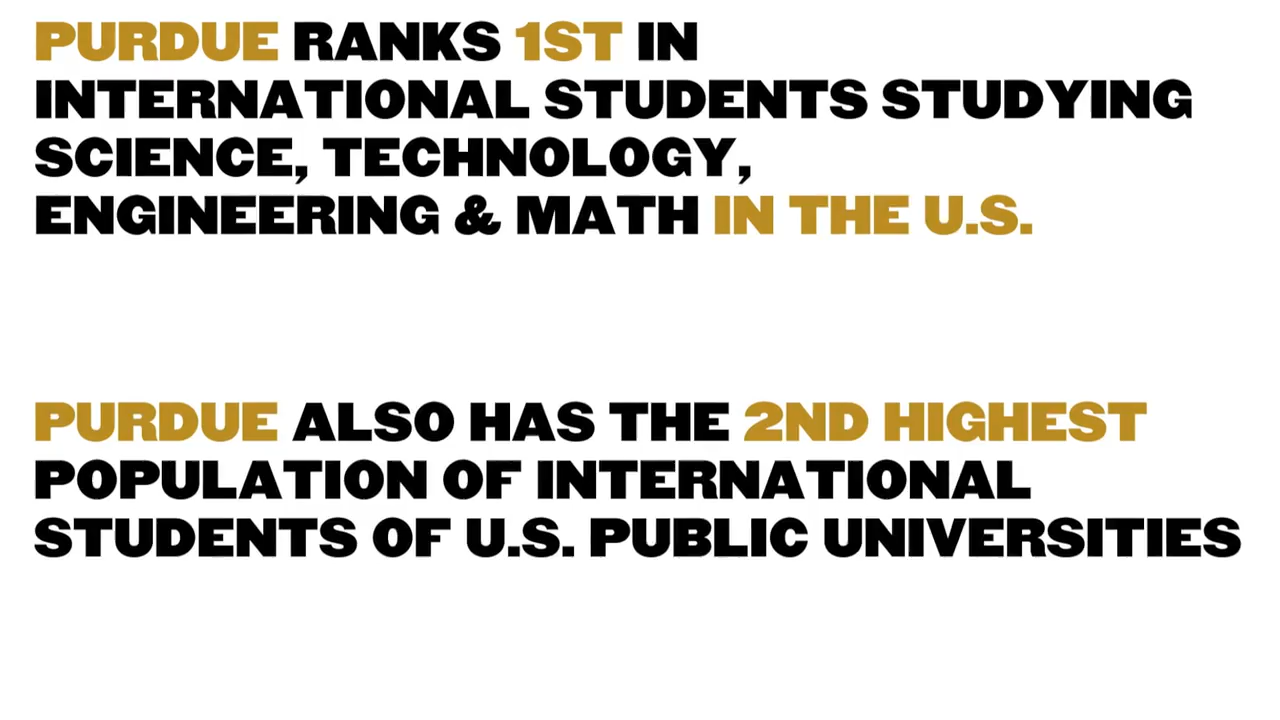 PURDUE RANKS 1ST IN
INTERNATIONAL STUDENTS STUDYING
SCIENCE, TECHNOLOGY,
ENGINEERING & MATH IN THE U.S.
PURDUE ALSO HAS THE 2ND HIGHEST
POPULATION OF INTERNATIONAL
STUDENTS OF U.S. PUBLIC UNIVERSITIES